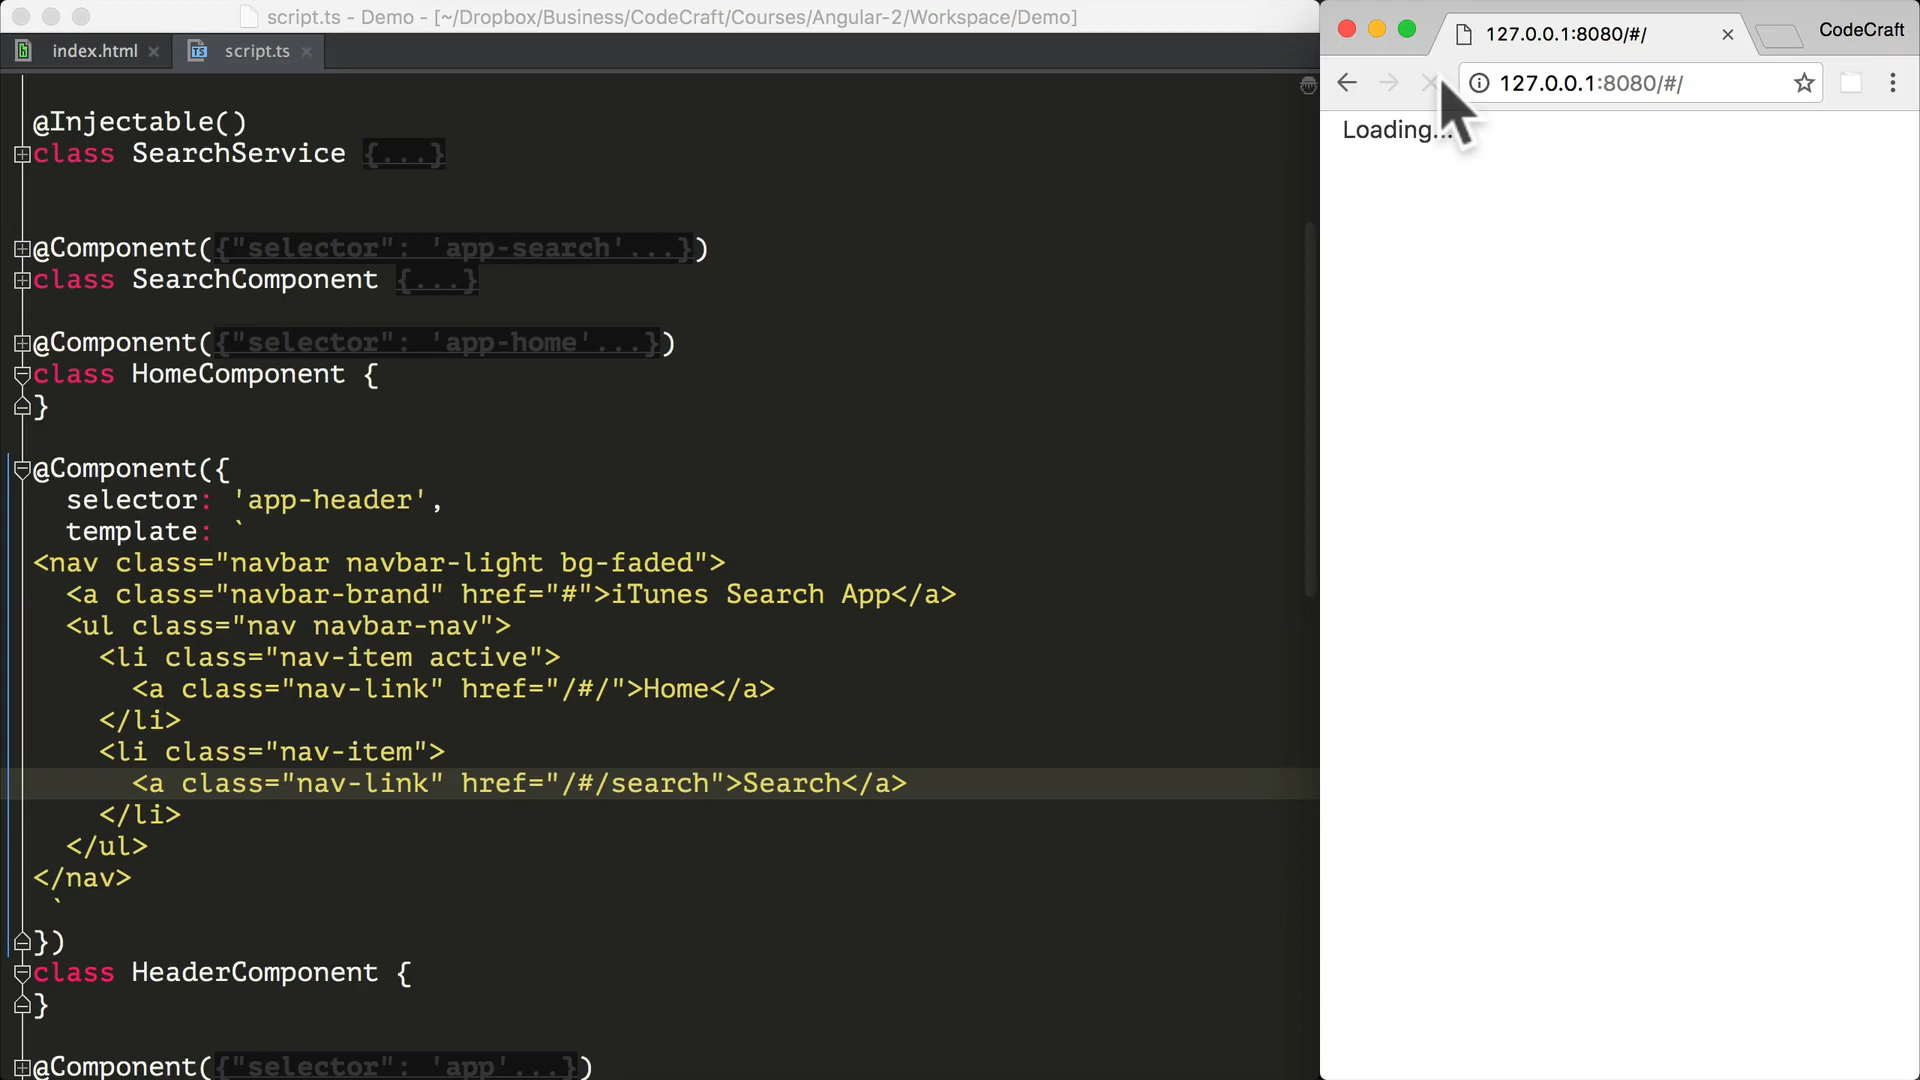 script.ts - Demo - [~/Dropbox/Business/CodeCraft/Courses/Angular-2/Workspace/Demo]
index.html
script.ts
@Injectable()
class SearchService {...}
@Component({"selector": 'app-search'...})
class SearchComponent {...}
@Component({"selector": 'app-home'...})
class HomeComponent {
}
@Component({
selector: 'app-header',
template: `
<nav class="navbar navbar-light bg-faded">
<a class="navbar-brand" href="#">iTunes Search App</a>
<ul class="nav navbar-nav">
<li class="nav-item active">
<a class="nav-link" href="/#/">Home</a>
</li>
<li class="nav-item">
<a class="nav-link" href="/#/search">Search</a>
</li>
</ul>
</nav>
`
})
class HeaderComponent {
}
@Component({"selector": 'app'...})
127.0.0.1:8080/#/
CodeCraft
127.0.0.1:8080/#/
Loading...